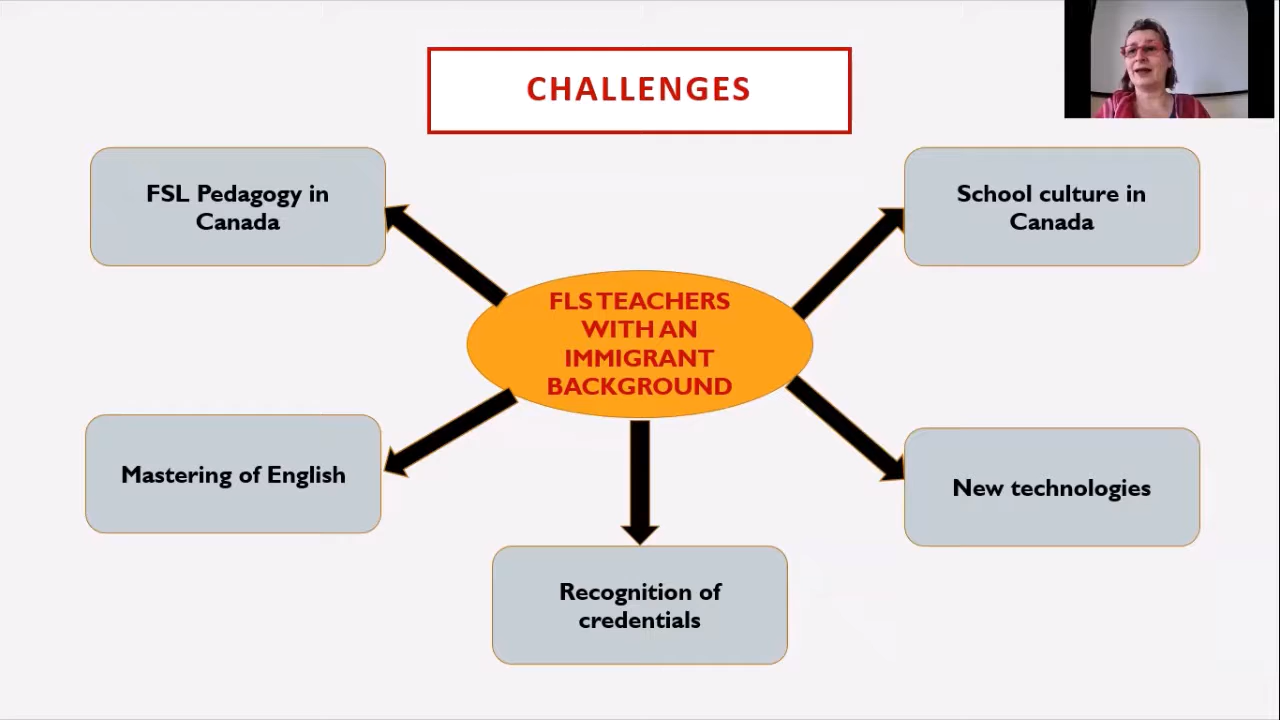 CHALLENGES
FSL Pedagogy in
Canada
School culture in
Canada
FLS TEACHERS
WITH AN
IMMIGRANT
BACKGROUND
Mastering of English
New technologies
Recognition of
credentials